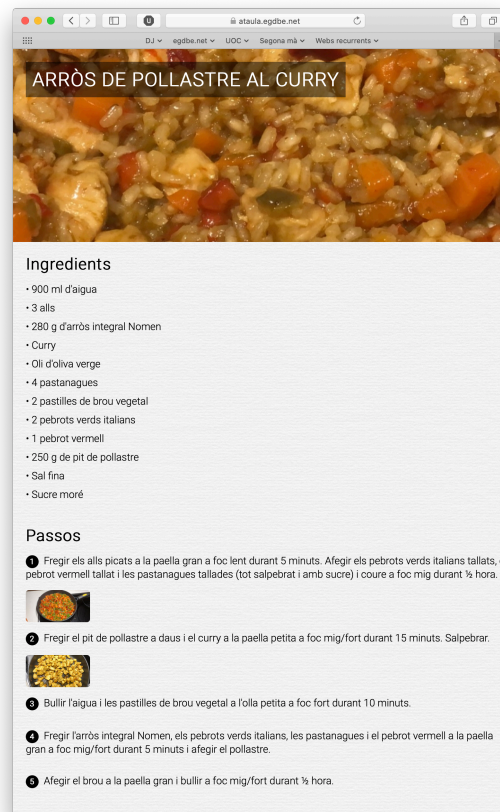 ataula.egdbe.net
DJ egdbe.net UOC Segona mà Webs recurrents
ARRÒS DE POLLASTRE AL CURRY
Ingredients
• 900 ml d'aigua
• 3 alls
• 280 g d'arròs integral Nomen
• Curry
• Oli d'oliva verge
• 4 pastanagues
• 2 pastilles de brou vegetal
• 2 pebrots verds italians
• 1 pebrot vermell
• 250 g de pit de pollastre
• Sal fina
• Sucre moré
Passos
1 Fregir els alls picats a la paella gran a foc lent durant 5 minuts. Afegir els pebrots verds italians tallats,
pebrot vermell tallat i les pastanagues tallades (tot salpebrat i amb sucre) i coure a foc mig durant ½ hora.
2 Fregir el pit de pollastre a daus i el curry a la paella petita a foc mig/fort durant 15 minuts. Salpebrar.
3 Bullir l'aigua i les pastilles de brou vegetal a l'olla petita a foc fort durant 10 minuts.
4 Fregir l'arròs integral Nomen, els pebrots verds italians, les pastanagues i el pebrot vermell a la paella
gran a foc mig/fort durant 5 minuts i afegir el pollastre.
5 Afegir el brou a la paella gran i bullir a foc mig/fort durant ½ hora.